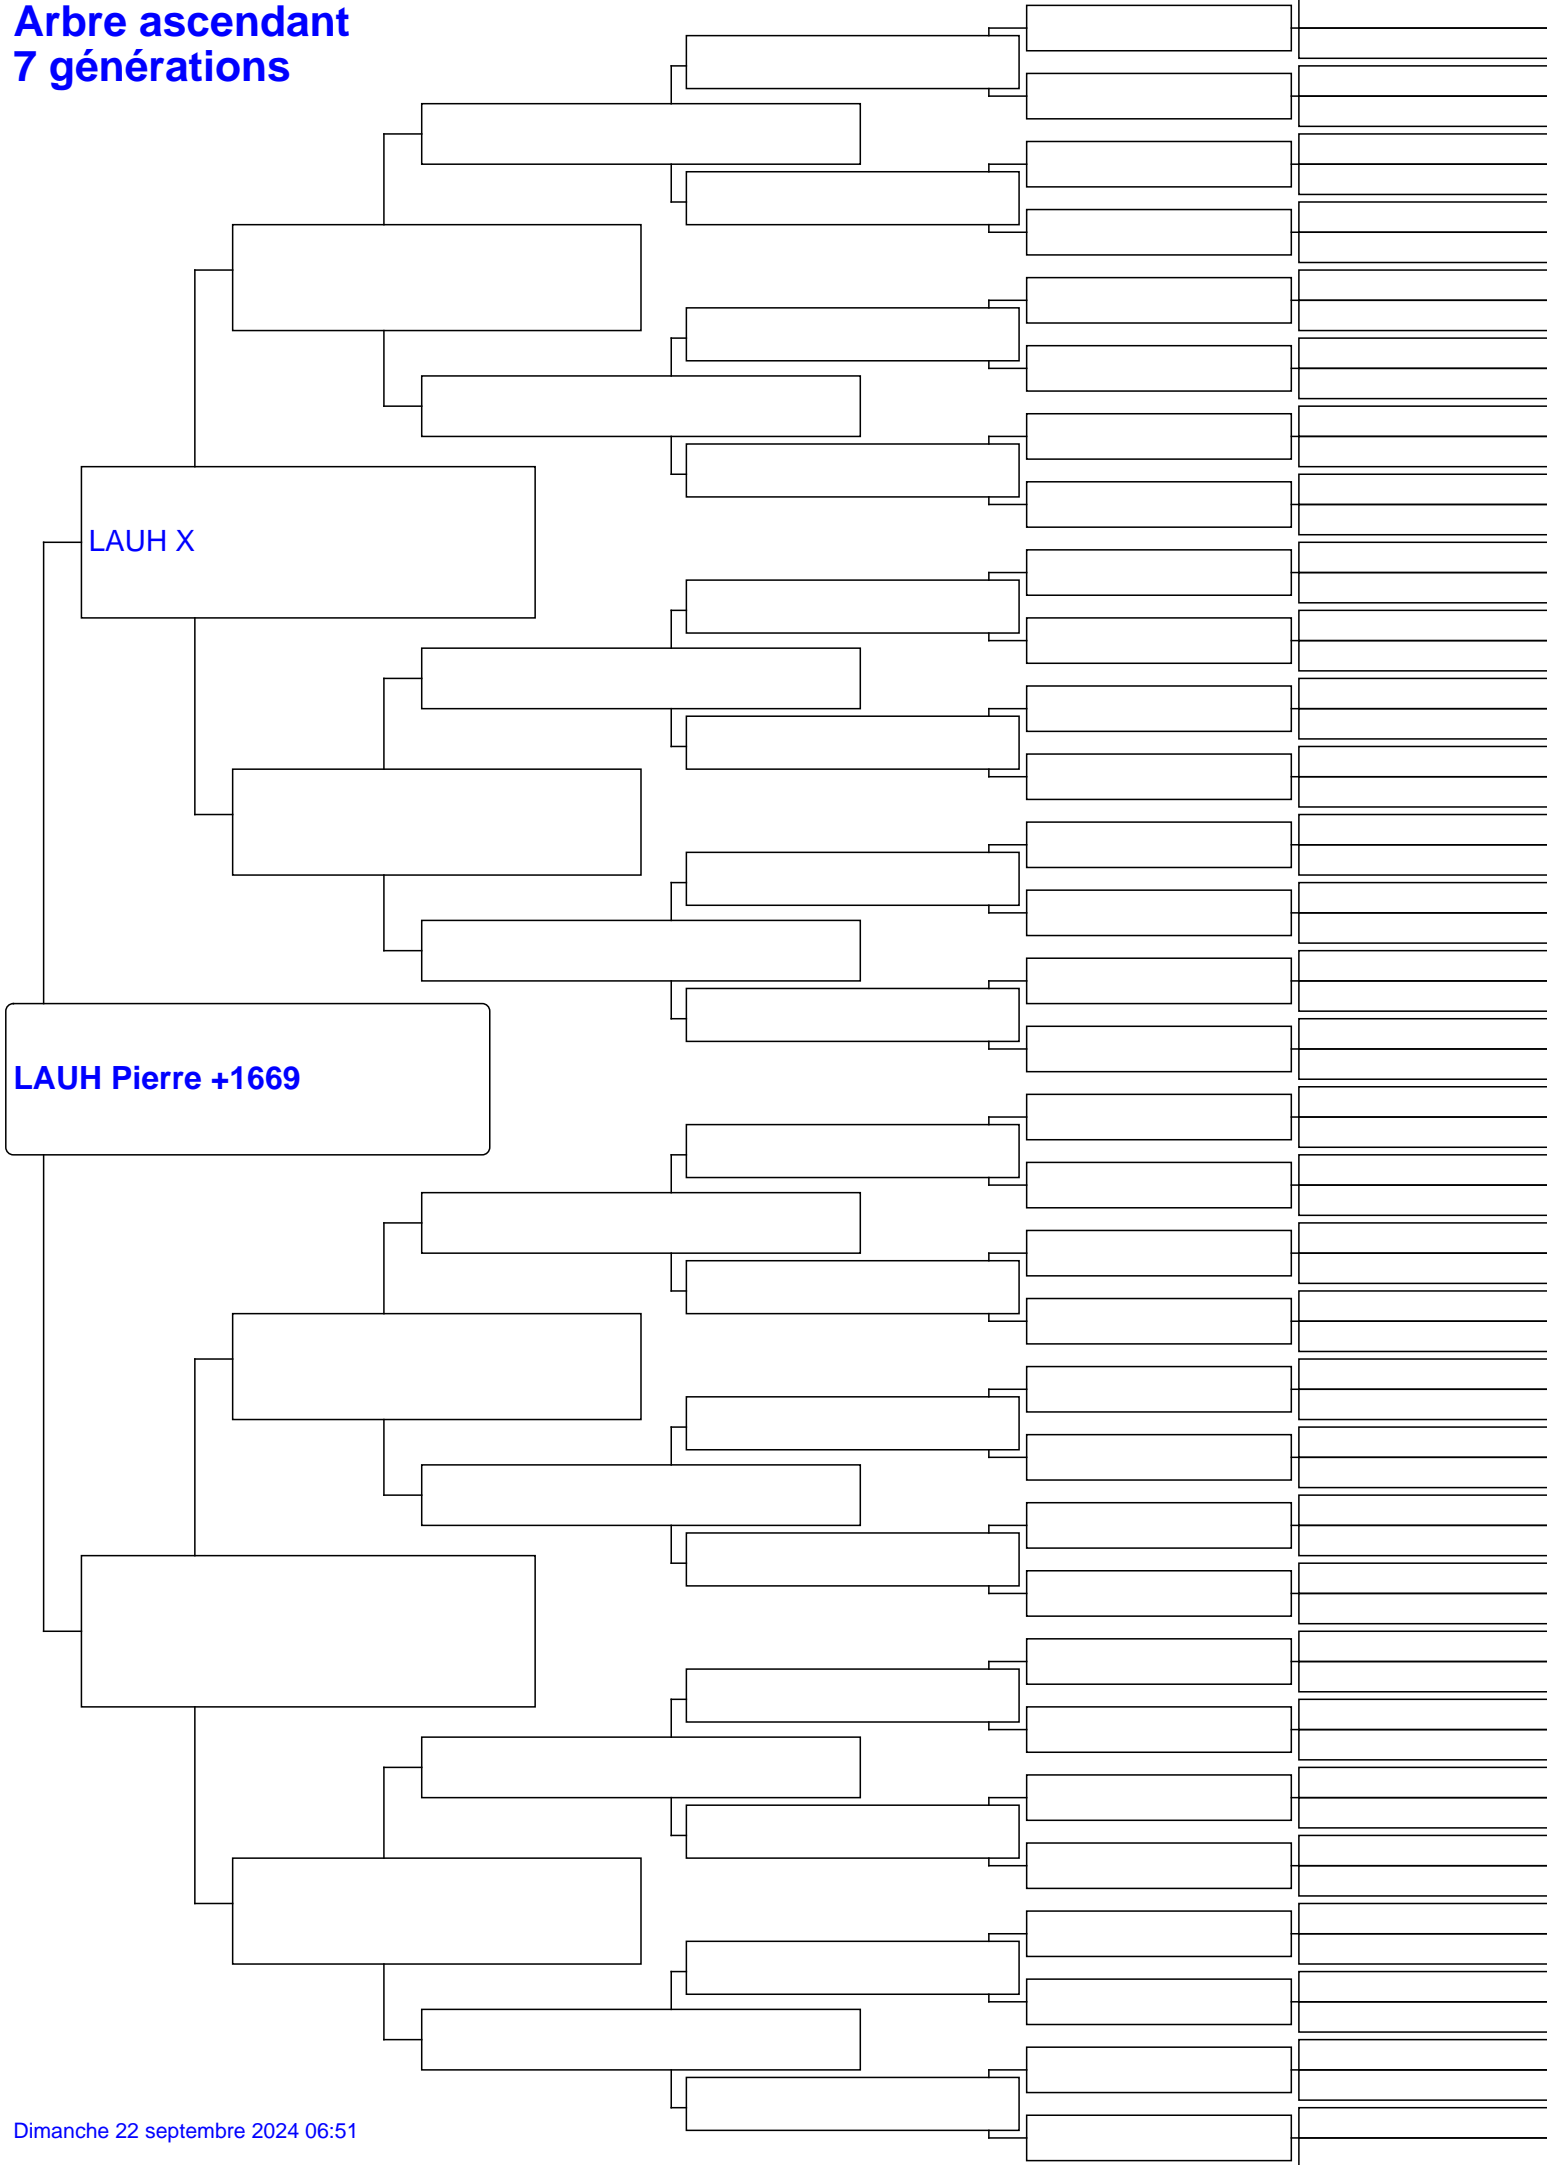 Arbre ascendant
7 générations
LAUH X
LAUH Pierre +1669
Dimanche 22 septembre 2024 06:51